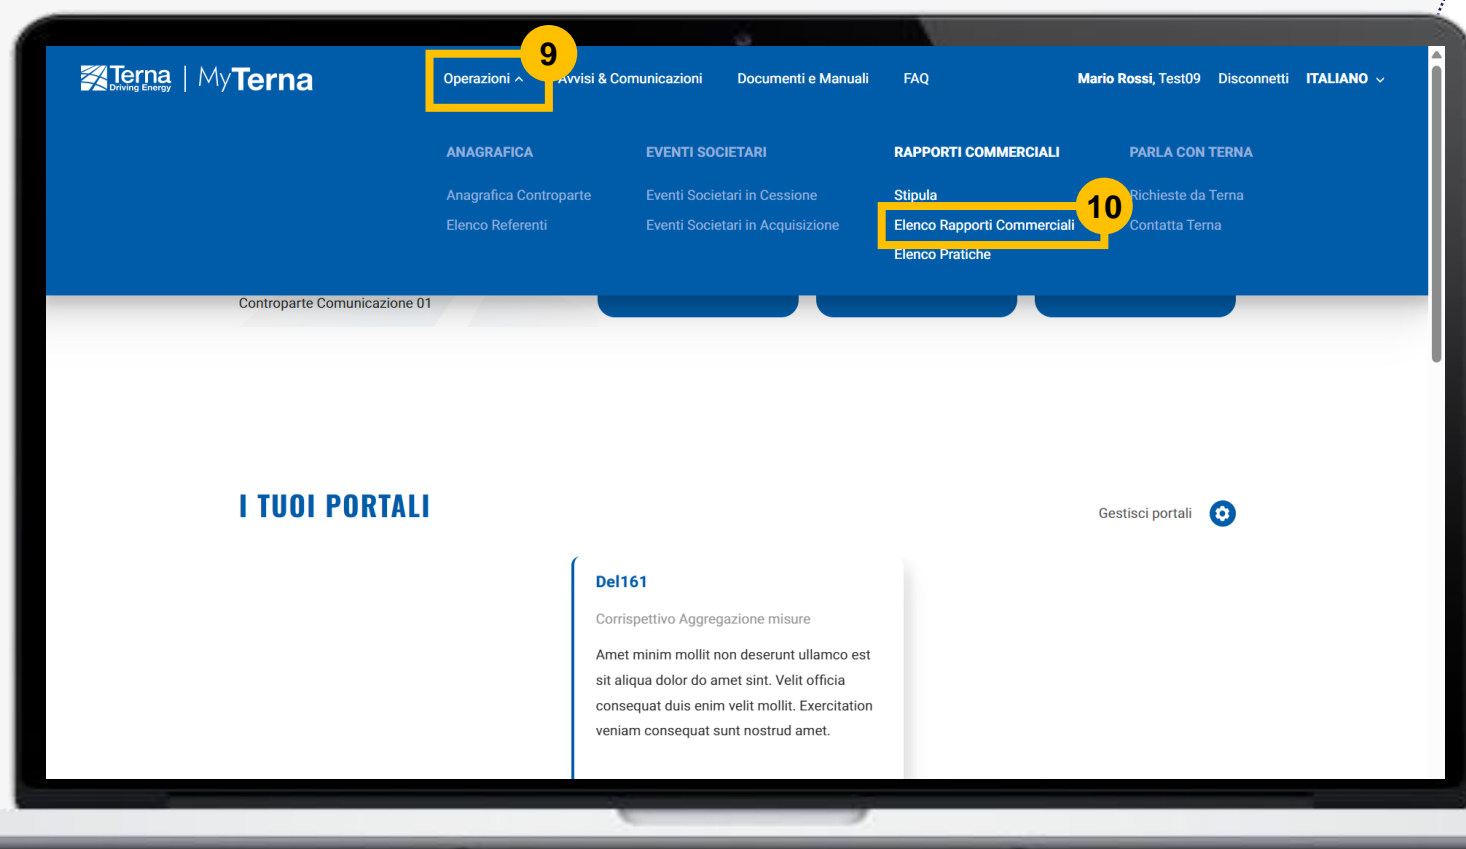 Terna
Driving Energy
MyTerna
Operazioni
9
Avvisi & Comunicazioni
Documenti e Manuali
FAQ
Mario Rossi, Test09
Disconnetti
ITALIANO
ANAGRAFICA
Anagrafica Controparte
Elenco Referenti
EVENTI SOCIETARI
Eventi Societari in Cessione
Eventi Societari in Acquisizione
RAPPORTI COMMERCIALI
Stipula
Elenco Rapporti Commerciali
10
Elenco Pratiche
PARLA CON TERNA
Richieste da Terna
Contatta Terna
Controparte Comunicazione 01
I TUOI PORTALI
Gestisci portali
Del161
Corrispettivo Aggregazione misure
Amet minim mollit non deserunt ullamco est
sit aliqua dolor do amet sint. Velit officia
consequat duis enim velit mollit. Exercitation
veniam consequat sunt nostrud amet.